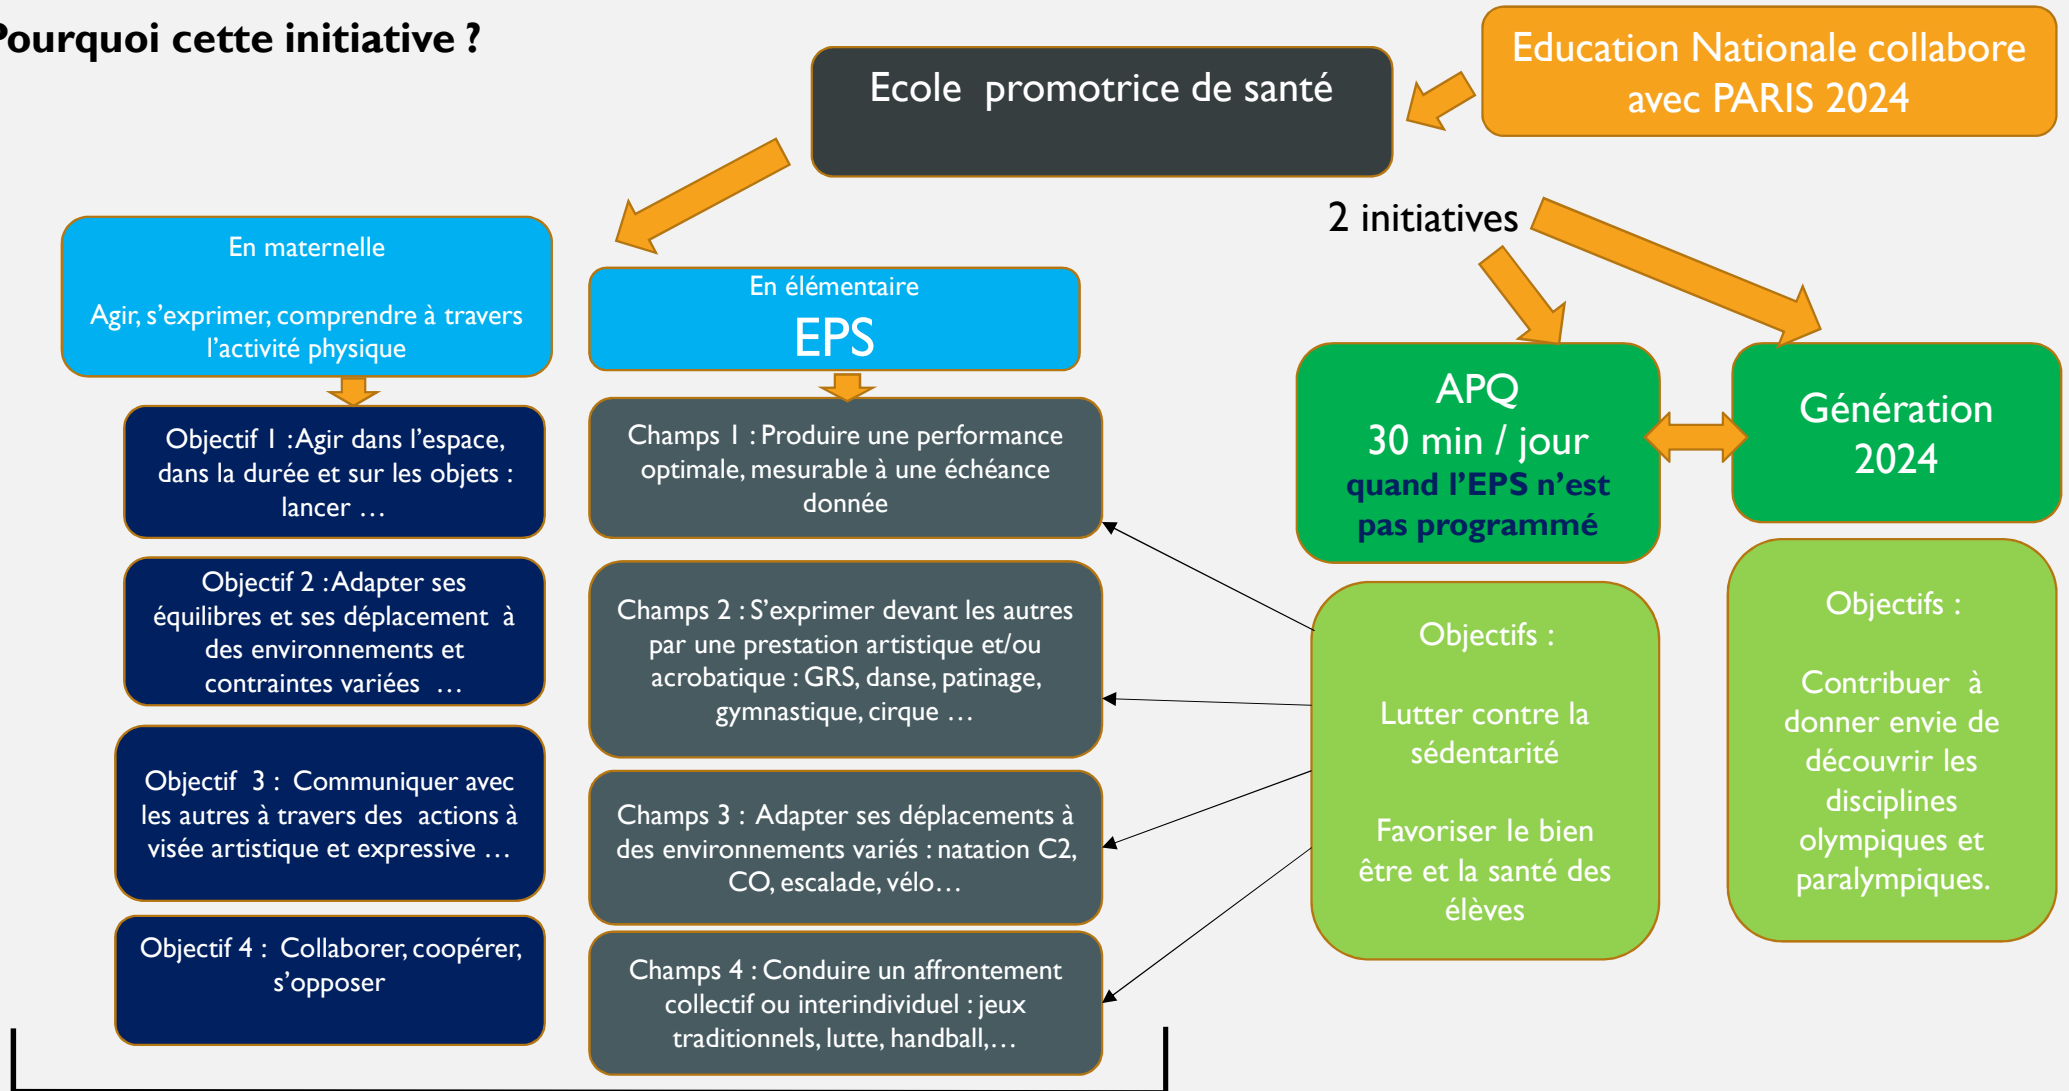 Pourquoi cette initiative ?
Ecole promotrice de santé
Education Nationale collabore
avec PARIS 2024
2 initiatives
En maternelle
Agir, s'exprimer, comprendre à travers
l'activité physique
Objectif 1 : Agir dans l'espace,
dans la durée et sur les objets :
lancer …
Objectif 2 : Adapter ses
équilibres et ses déplacement à
des environnements et
contraintes variées …
Objectif 3 : Communiquer avec
les autres à travers des actions à
visée artistique et expressive …
Objectif 4 : Collaborer, coopérer,
s'opposer
En élémentaire
EPS
Champs 1 : Produire une performance
optimale, mesurable à une échéance
donnée
Champs 2 : S'exprimer devant les autres
par une prestation artistique et/ou
acrobatique : GRS, danse, patinage,
gymnastique, cirque …
Champs 3 : Adapter ses déplacements à
des environnements variés : natation C2,
CO, escalade, vélo…
Champs 4 : Conduire un affrontement
collectif ou interindividuel : jeux
traditionnels, lutte, handball,…
APQ
30 min / jour
quand l'EPS n'est
pas programmé
Objectifs :
Lutter contre la
sédentarité
Favoriser le bien
être et la santé des
élèves
Génération
2024
Objectifs :
Contribuer à
donner envie de
découvrir les
disciplines
olympiques et
paralympiques.